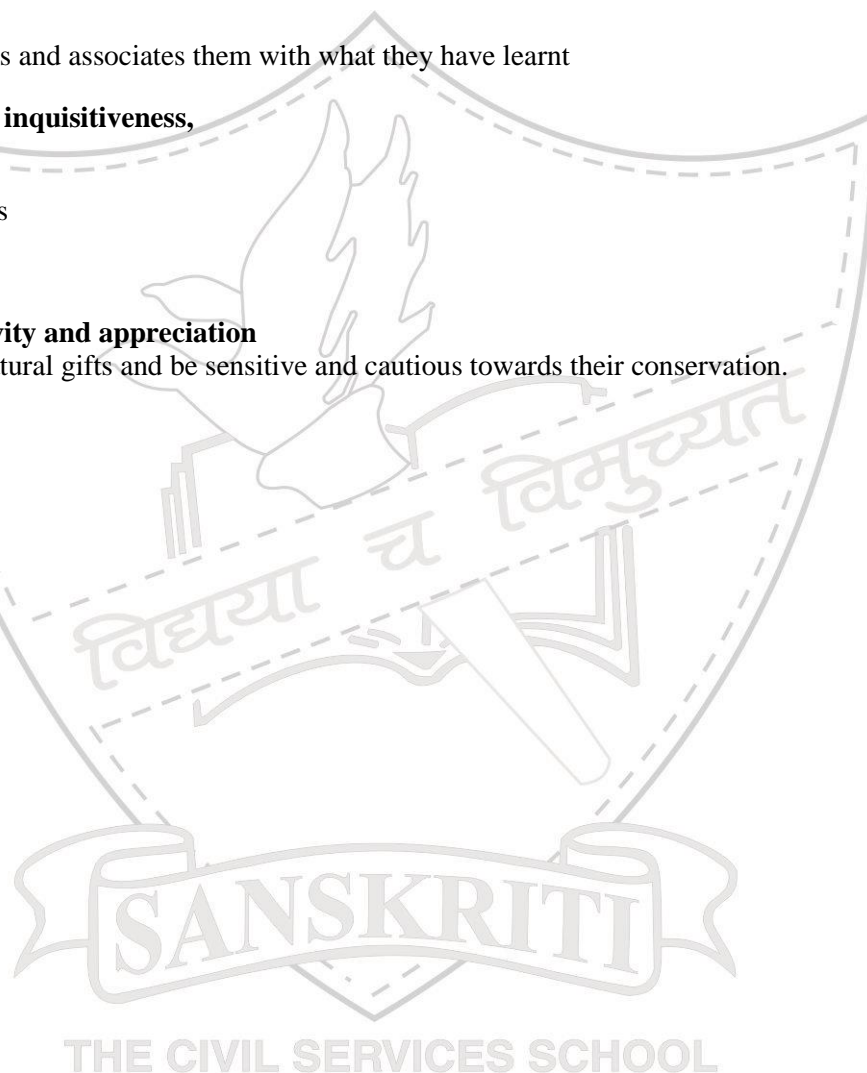 s and associates them with what they have learnt
inquisitiveness,
s
vity and appreciation
tural gifts and be sensitive and cautious towards their conservation.
विद्यया च विमुच्यते
SANSKRITI
THE CIVIL SERVICES SCHOOL